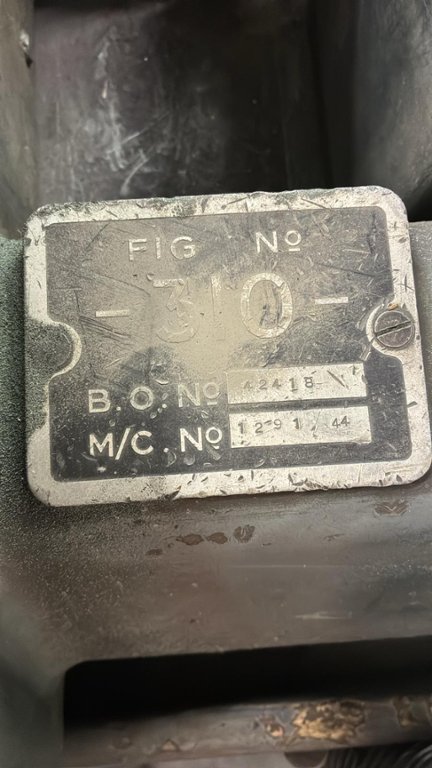 FIG Nº
- 310 -
B.O. Nº 42418-\
M/C Nº 1291/44